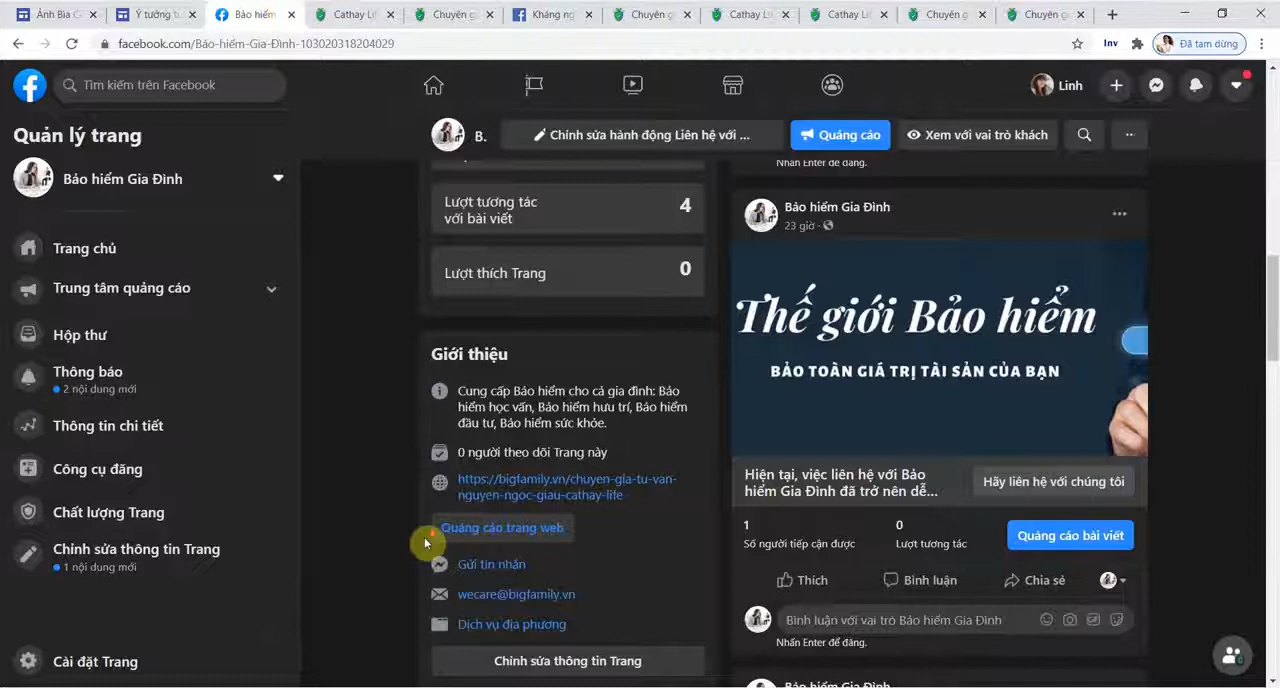 Ảnh Bìa C
Ý tưởng t
Bảo hiểm
Cathay Li
Chuyên g
Kháng ng
Chuyên g
Cathay L
Cathay Li
Chuyên g
Chuyên g
facebook.com/Bảo-hiểm-Gia-Đình-103020318204029
Inv
Đã tạm dừng
Tìm kiếm trên Facebook
Linh
Quản lý trang
Bảo hiểm Gia Đình
Trang chủ
Trung tâm quảng cáo
Hộp thư
Thông báo
2 nội dung mới
Thông tin chi tiết
Công cụ đăng
Chất lượng Trang
Chỉnh sửa thông tin Trang
1 nội dung mới
Cài đặt Trang
B.
Chỉnh sửa hành động Liên hệ với ...
Quảng cáo
Xem với vai trò khách
Lượt tương tác
với bài viết
4
Lượt thích Trang
0
Giới thiệu
Cung cấp Bảo hiểm cho cả gia đình: Bảo
hiểm học vấn, Bảo hiểm hưu trí, Bảo hiểm
đầu tư, Bảo hiểm sức khỏe.
0 người theo dõi Trang này
https://bigfamily.vn/chuyen-gia-tu-van-
nguyen-ngoc-giau-cathay-life
Quảng cáo trang web
Gửi tin nhắn
wecare@bigfamily.vn
Dịch vụ địa phương
Chỉnh sửa thông tin Trang
Nhấn Enter để đăng.
Bảo hiểm Gia Đình
23 giờ
Thế giới Bảo hiểm
BẢO TOÀN GIÁ TRỊ TÀI SẢN CỦA BẠN
Hiện tại, việc liên hệ với Bảo
hiểm Gia Đình đã trở nên dễ...
Hãy liên hệ với chúng tôi
1
Số người tiếp cận được
0
Lượt tương tác
Quảng cáo bài viết
Thích
Bình luận
Chia sẻ
Bình luận với vai trò Bảo hiểm Gia Đình
Nhấn Enter để đăng.
Bảo hiểm Gia Đình